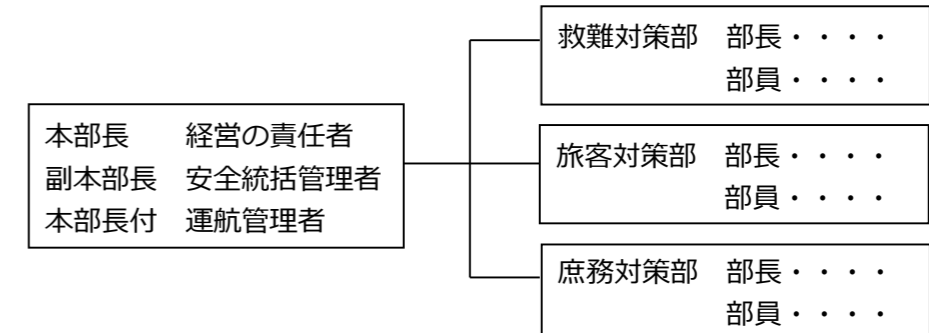 本部長　　経営の責任者
副本部長　安全統括管理者
本部長付　運航管理者
救難対策部　部長・・・・
部員・・・・
旅客対策部　部長・・・・
部員・・・・
庶務対策部　部長・・・・
部員・・・・